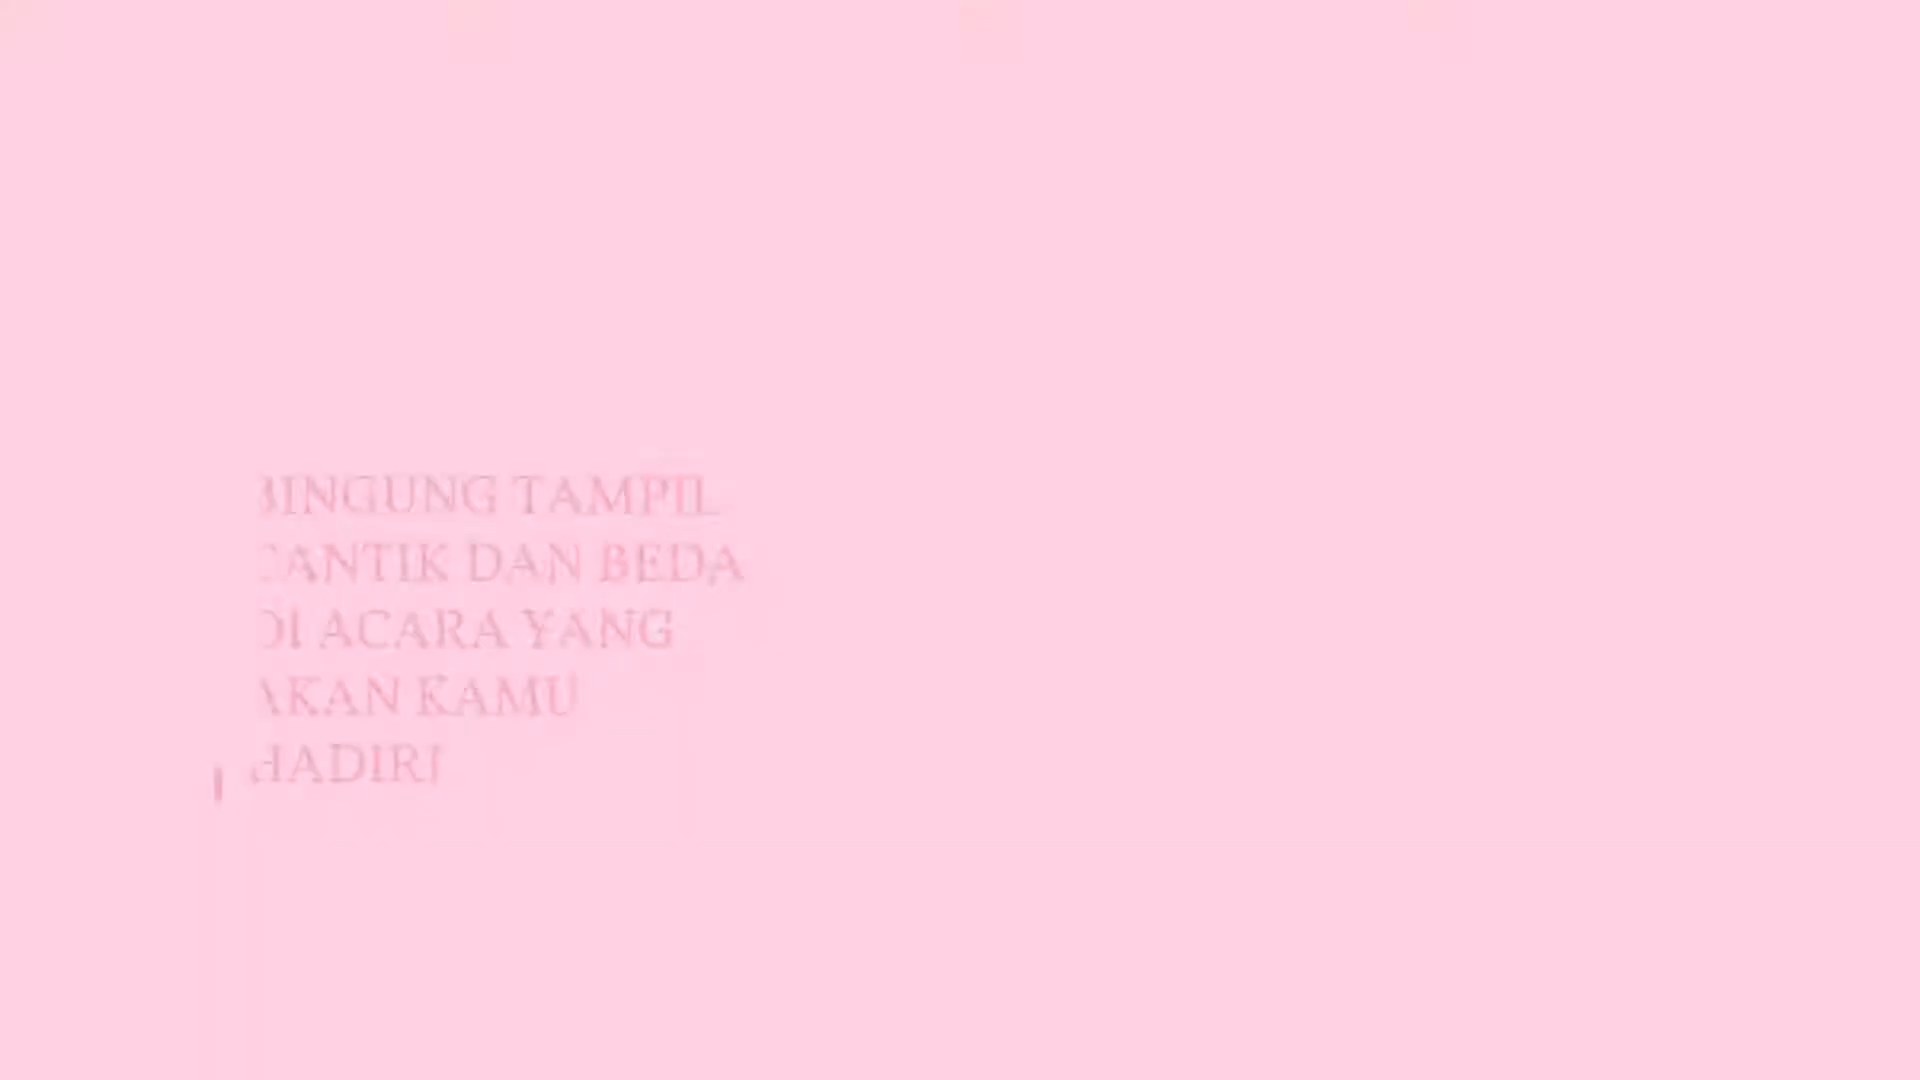 BINGUNG TAMPIL
CANTIK DAN BEDA
DI ACARA YANG
AKAN KAMU
HADIRI